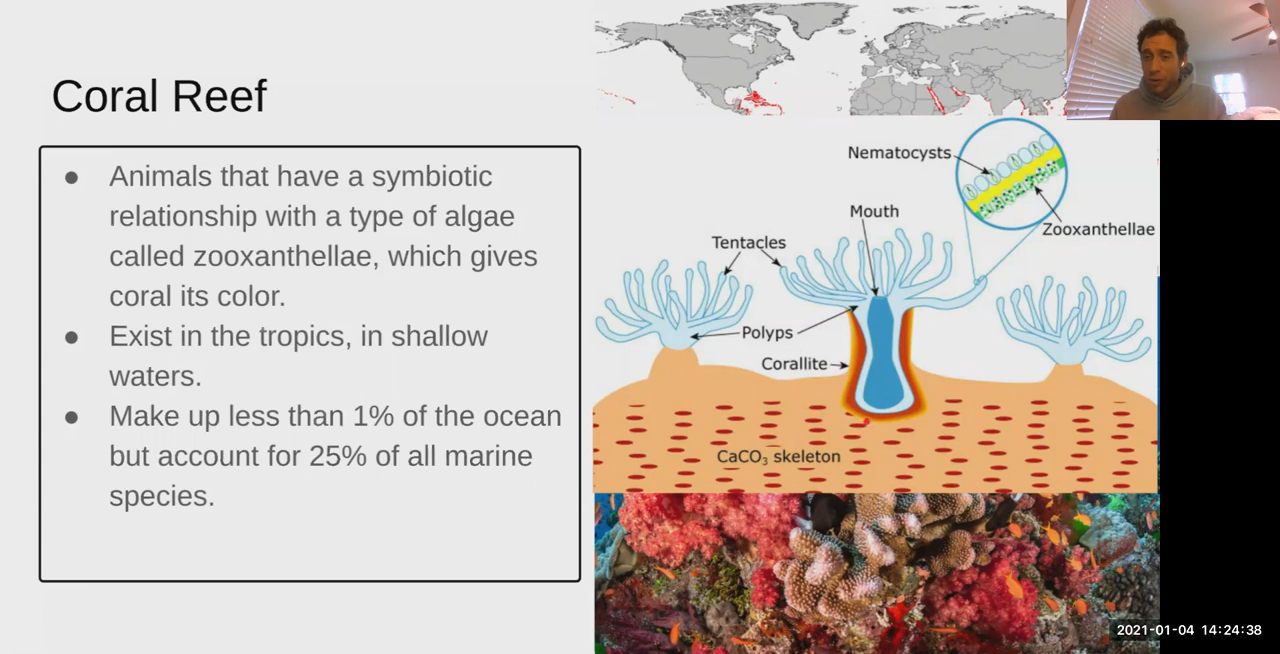 Coral Reef
● Animals that have a symbiotic
relationship with a type of algae
called zooxanthellae, which gives
coral its color.
● Exist in the tropics, in shallow
waters.
● Make up less than 1% of the ocean
but account for 25% of all marine
species.
Nematocysts
Zooxanthellae
Mouth
Tentacles
Polyps
Corallite
CaCO₃ skeleton
2021-01-04 14:24:38